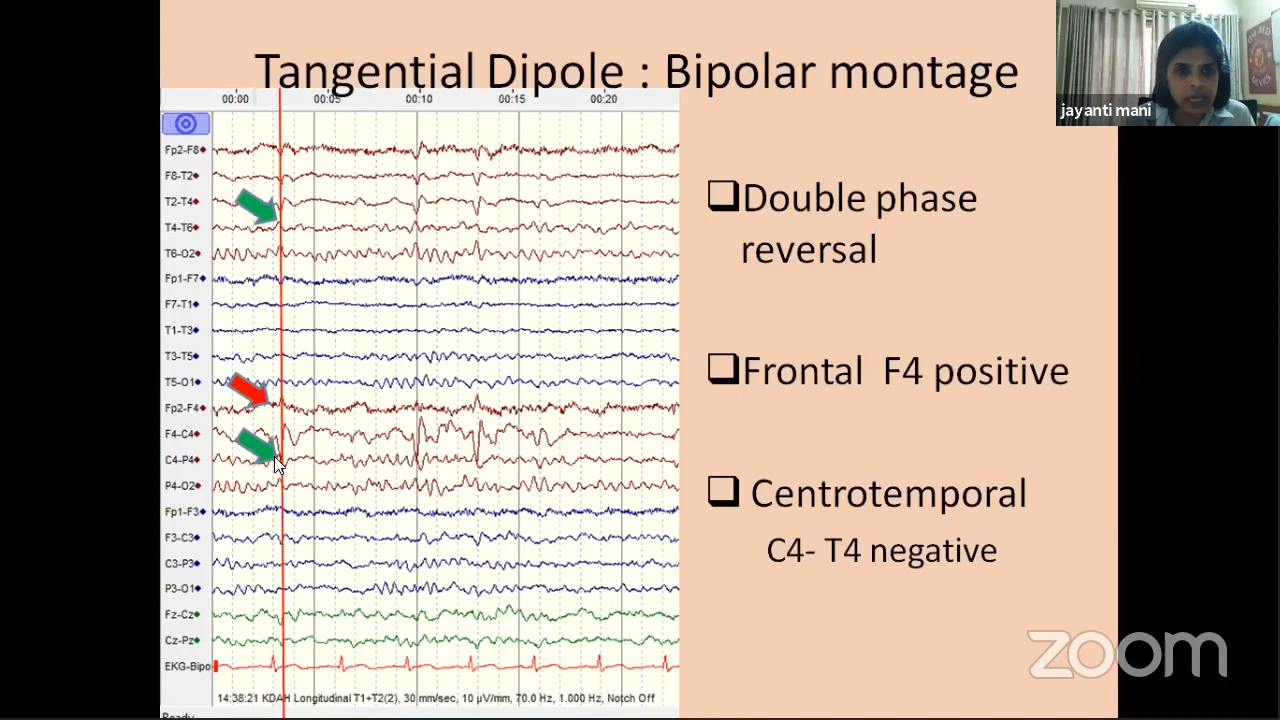 Tangential Dipole : Bipolar montage
jayanti mani
00:00 00:05 00:10 00:15 00:20
Fp2-F8
F8-T2
T2-T4
T4-T6
T6-O2
Fp1-F7
F7-T1
T1-T3
T3-T5
T5-O1
Fp2-F4
F4-C4
C4-P4
P4-O2
Fp1-F3
F3-C3
C3-P3
P3-O1
Fz-Cz
Cz-Pz
EKG-Bipo
14:38:21 KDAH Longitudinal T1+T2(2), 30 mm/sec, 10 µV/mm, 70.0 Hz, 1.000 Hz, Notch Off
Double phase
reversal
Frontal F4 positive
Centrotemporal
C4- T4 negative
zoom